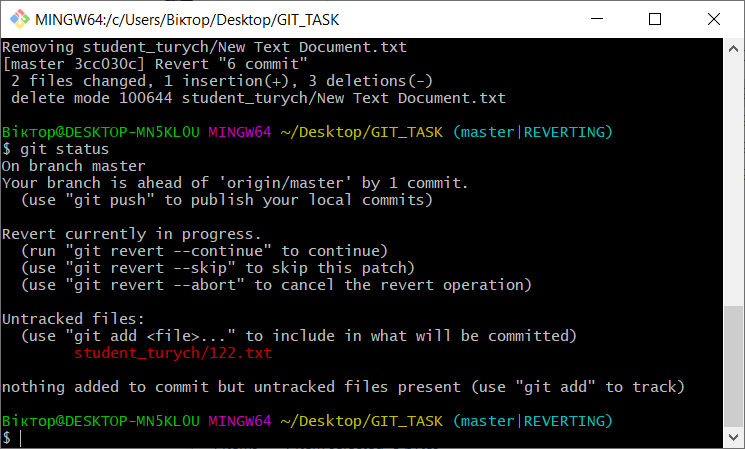 MINGW64:/c/Users/Віктор/Desktop/GIT_TASK
Removing student_turych/New Text Document.txt
[master 3cc030c] Revert "6 commit"
 2 files changed, 1 insertion(+), 3 deletions(-)
 delete mode 100644 student_turych/New Text Document.txt

Віктор@DESKTOP-MN5KL0U MINGW64 ~/Desktop/GIT_TASK (master|REVERTING)
$ git status
On branch master
Your branch is ahead of 'origin/master' by 1 commit.
  (use "git push" to publish your local commits)

Revert currently in progress.
  (run "git revert --continue" to continue)
  (use "git revert --skip" to skip this patch)
  (use "git revert --abort" to cancel the revert operation)

Untracked files:
  (use "git add <file>..." to include in what will be committed)
        student_turych/122.txt

nothing added to commit but untracked files present (use "git add" to track)

Віктор@DESKTOP-MN5KL0U MINGW64 ~/Desktop/GIT_TASK (master|REVERTING)
$